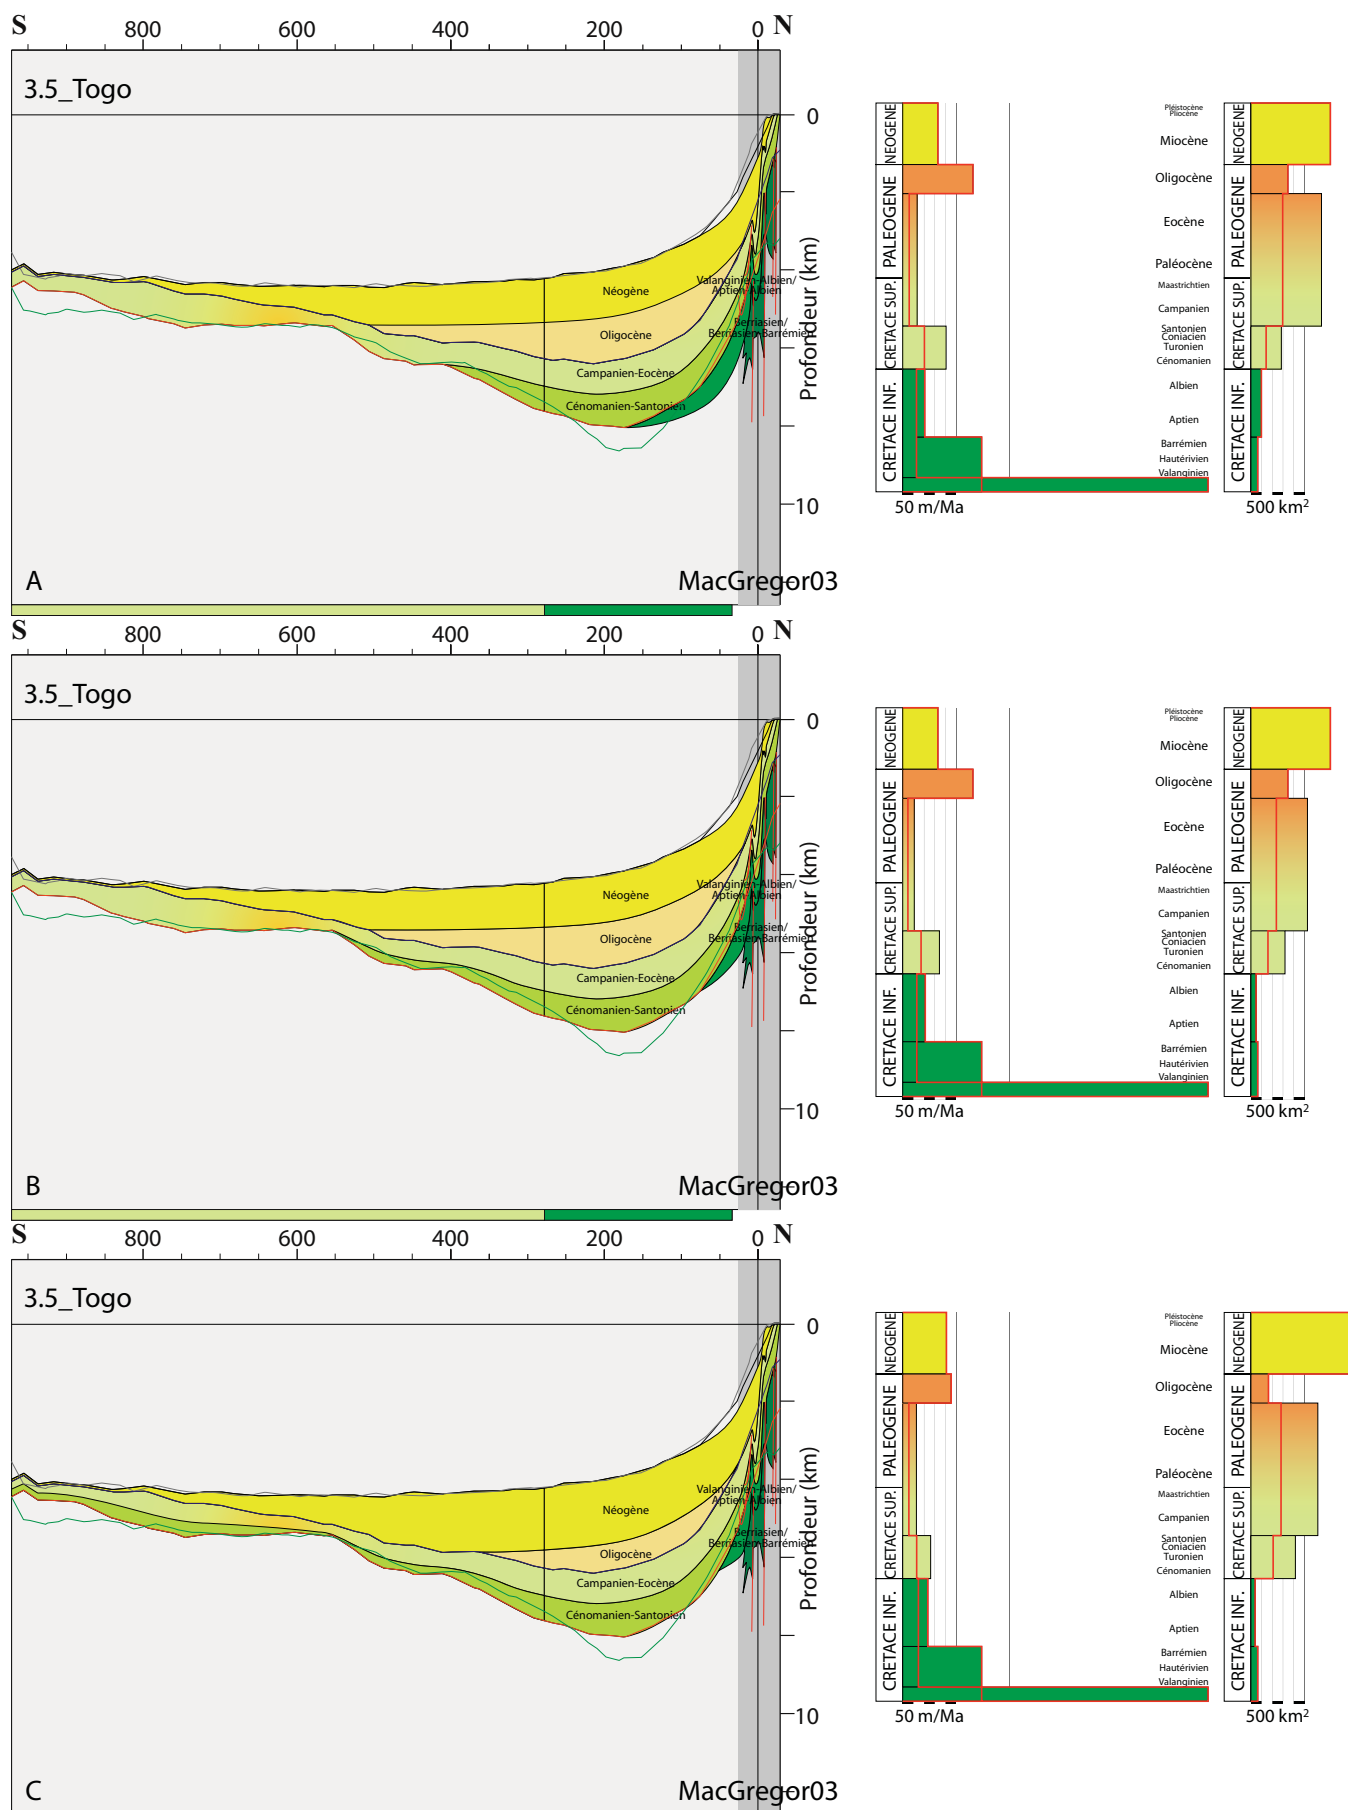 S 800 600 400 200 0 N
3.5_Togo
0
Profondeur (km)
Néogène
Oligocène
Campanien-Eocène
Cénomanien-Santonien
Valanginien-Albien/
Aptien-Albien
Berriasien/
Berriasien-Barrémien
10
A
MacGregor03
NEOGENE
PALEOGENE
CRETACE SUP.
CRETACE INF.
50 m/Ma
Pléistocène
Pliocène
Miocène
Oligocène
Eocène
Paléocène
Maastrichtien
Campanien
Santonien
Coniacien
Turonien
Cénomanien
Albien
Aptien
Barrémien
Hautérivien
Valanginien
NEOGENE
PALEOGENE
CRETACE SUP.
CRETACE INF.
500 km²
S 800 600 400 200 0 N
3.5_Togo
0
Profondeur (km)
Néogène
Oligocène
Campanien-Eocène
Cénomanien-Santonien
Valanginien-Albien/
Aptien-Albien
Berriasien/
Berriasien-Barrémien
10
B
MacGregor03
NEOGENE
PALEOGENE
CRETACE SUP.
CRETACE INF.
50 m/Ma
Pléistocène
Pliocène
Miocène
Oligocène
Eocène
Paléocène
Maastrichtien
Campanien
Santonien
Coniacien
Turonien
Cénomanien
Albien
Aptien
Barrémien
Hautérivien
Valanginien
NEOGENE
PALEOGENE
CRETACE SUP.
CRETACE INF.
500 km²
S 800 600 400 200 0 N
3.5_Togo
0
Profondeur (km)
Néogène
Oligocène
Campanien-Eocène
Cénomanien-Santonien
Valanginien-Albien/
Aptien-Albien
Berriasien/
Berriasien-Barrémien
10
C
MacGregor03
NEOGENE
PALEOGENE
CRETACE SUP.
CRETACE INF.
50 m/Ma
Pléistocène
Pliocène
Miocène
Oligocène
Eocène
Paléocène
Maastrichtien
Campanien
Santonien
Coniacien
Turonien
Cénomanien
Albien
Aptien
Barrémien
Hautérivien
Valanginien
NEOGENE
PALEOGENE
CRETACE SUP.
CRETACE INF.
500 km²